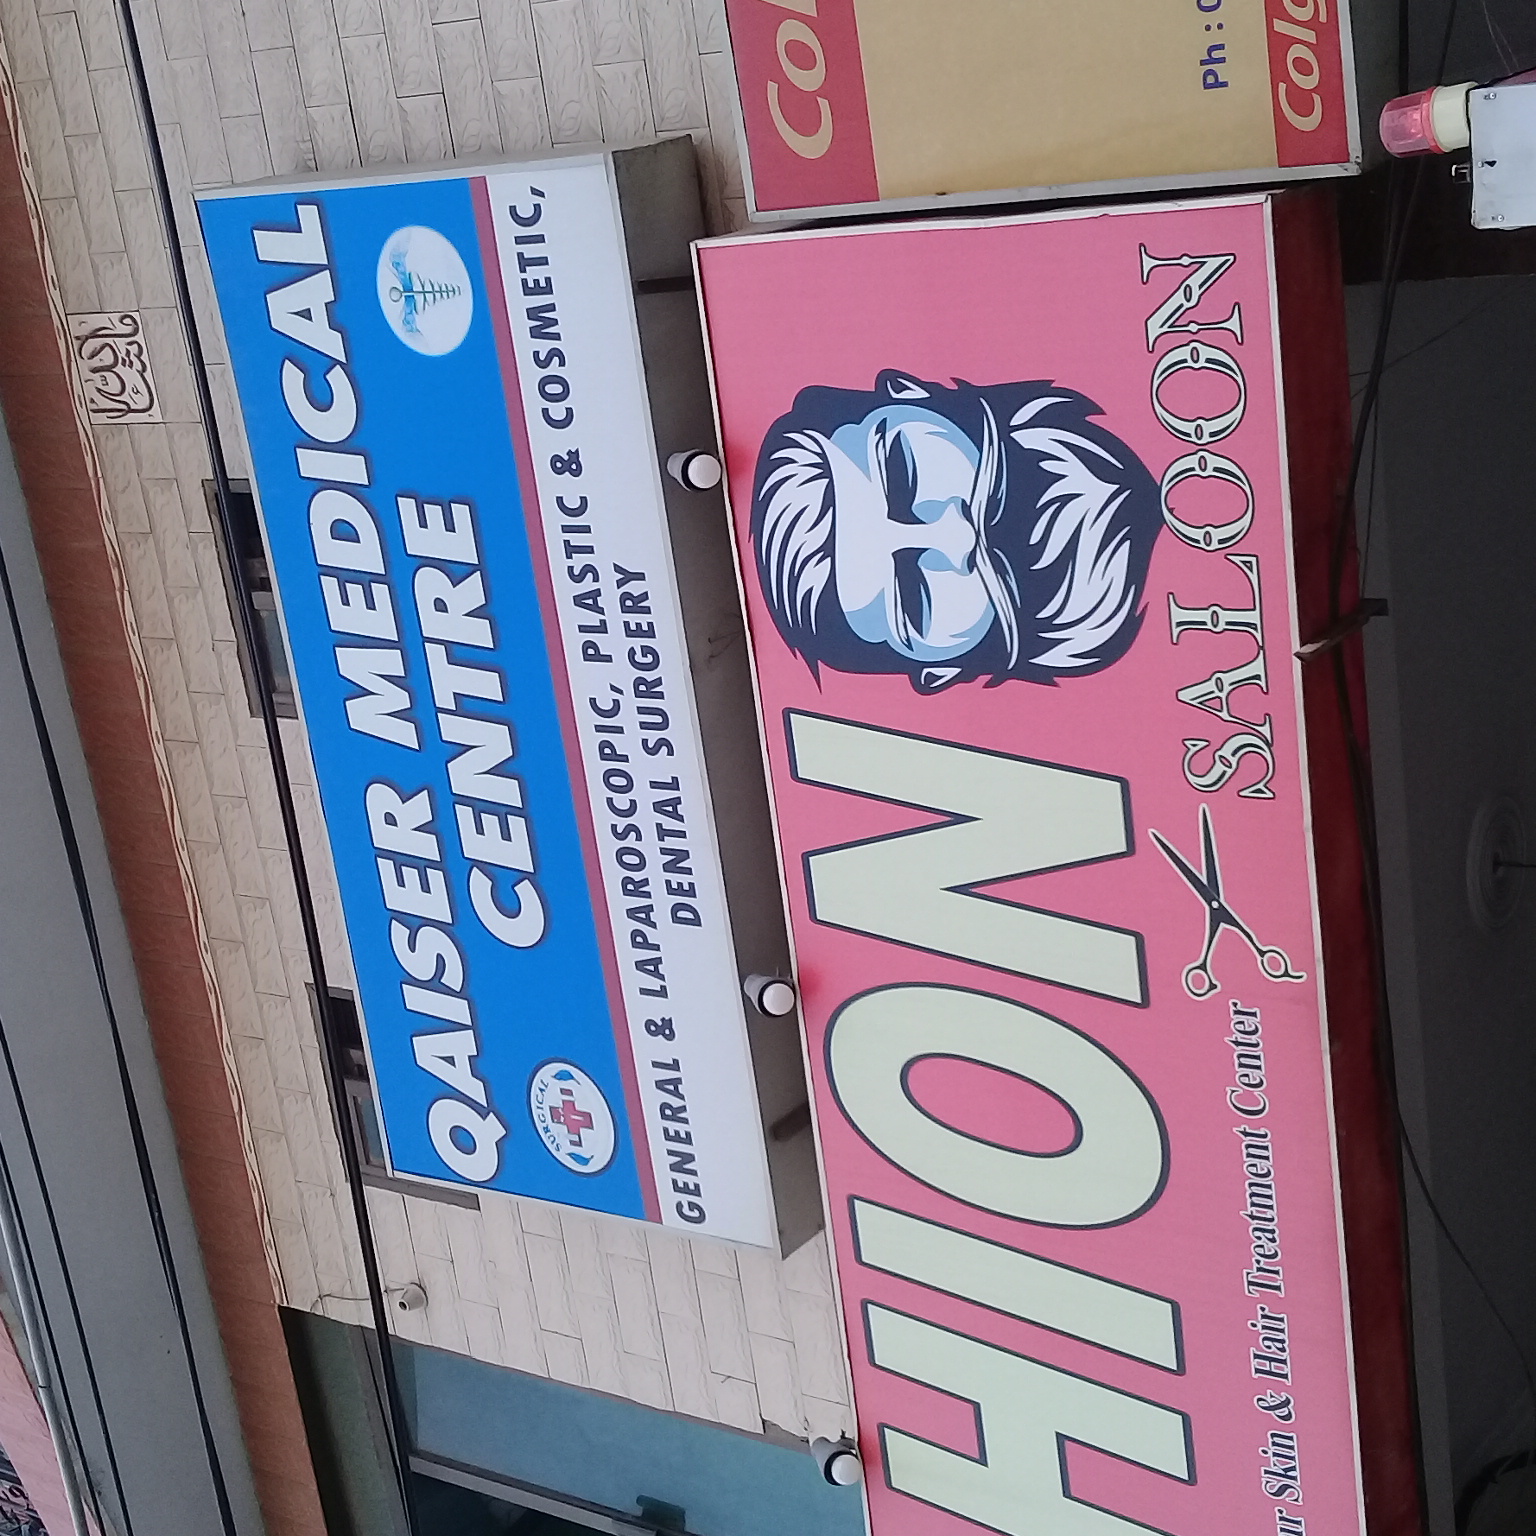 ماشاءاللہ
QAISER MEDICAL
CENTRE
SURGICAL
GENERAL & LAPAROSCOPIC, PLASTIC & COSMETIC,
DENTAL SURGERY
HION
SALOON
Skin & Hair Treatment Center
Col
Ph : 0
Colg